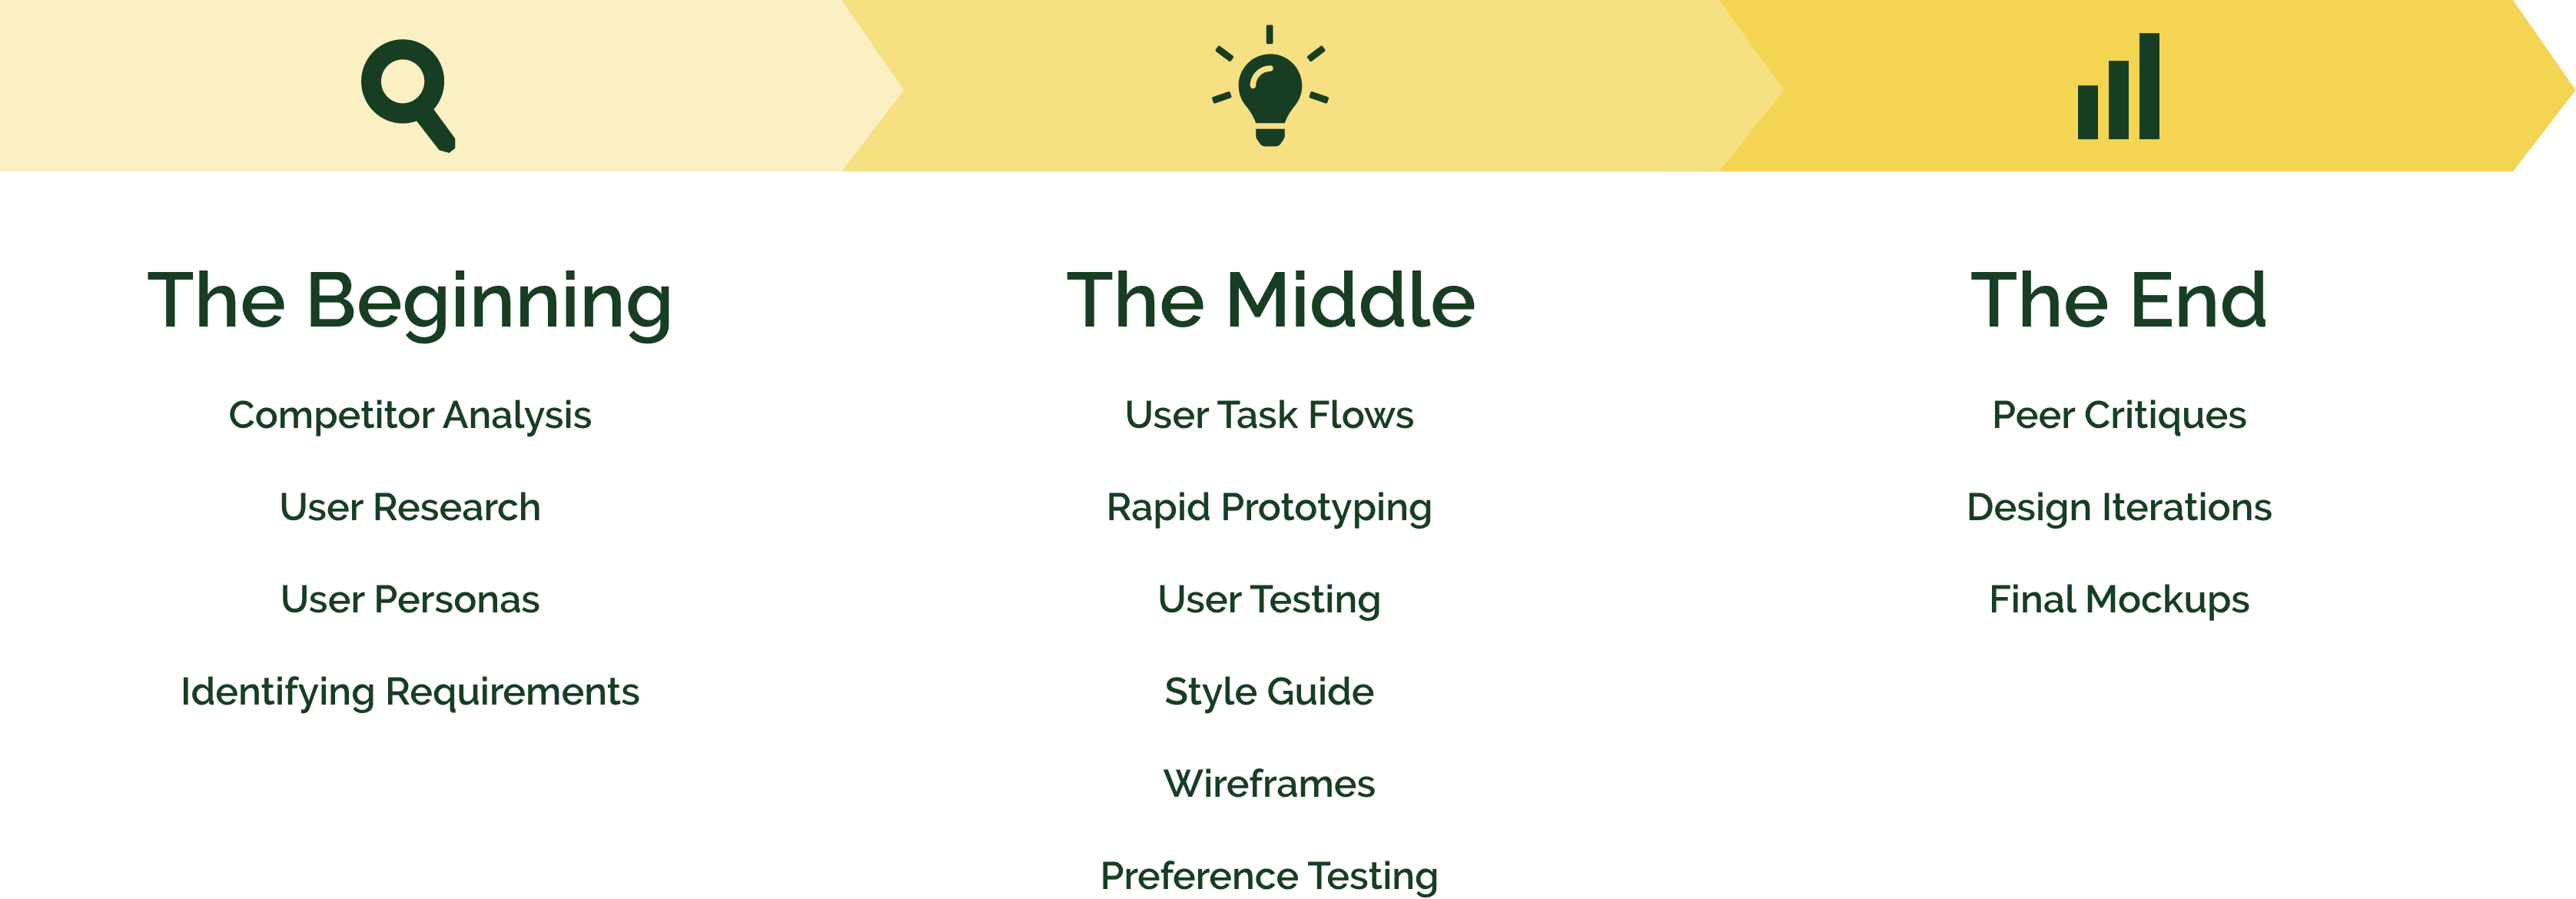 The Beginning
Competitor Analysis
User Research
User Personas
Identifying Requirements
The Middle
User Task Flows
Rapid Prototyping
User Testing
Style Guide
Wireframes
Preference Testing
The End
Peer Critiques
Design Iterations
Final Mockups